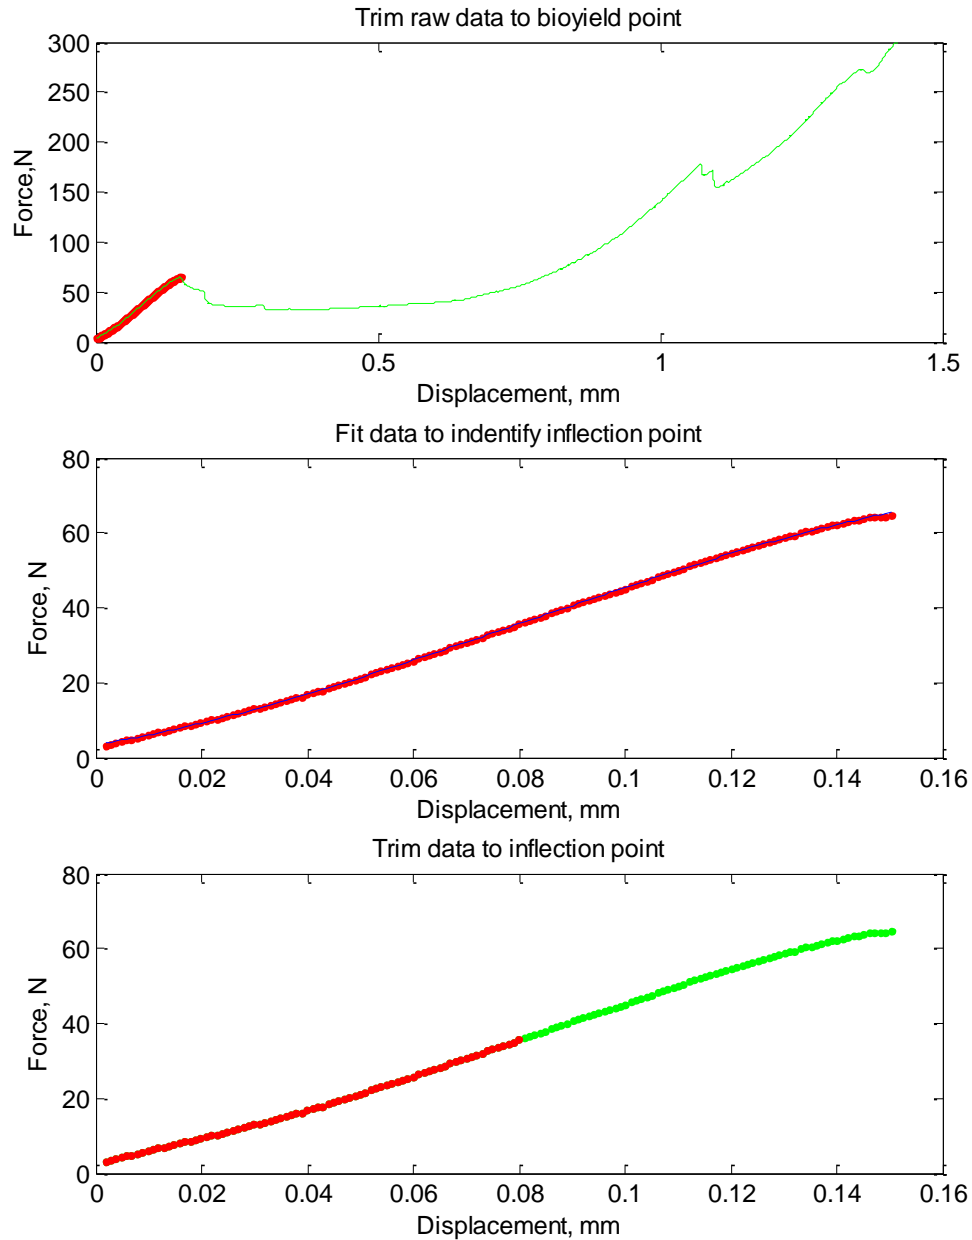 Trim raw data to bioyield point
300
250
200
150
100
50
0
Force,N
0 0.5 1 1.5
Displacement, mm
Fit data to indentify inflection point
80
60
40
20
0
Force, N
0 0.02 0.04 0.06 0.08 0.1 0.12 0.14 0.16
Displacement, mm
Trim data to inflection point
80
60
40
20
0
Force, N
0 0.02 0.04 0.06 0.08 0.1 0.12 0.14 0.16
Displacement, mm